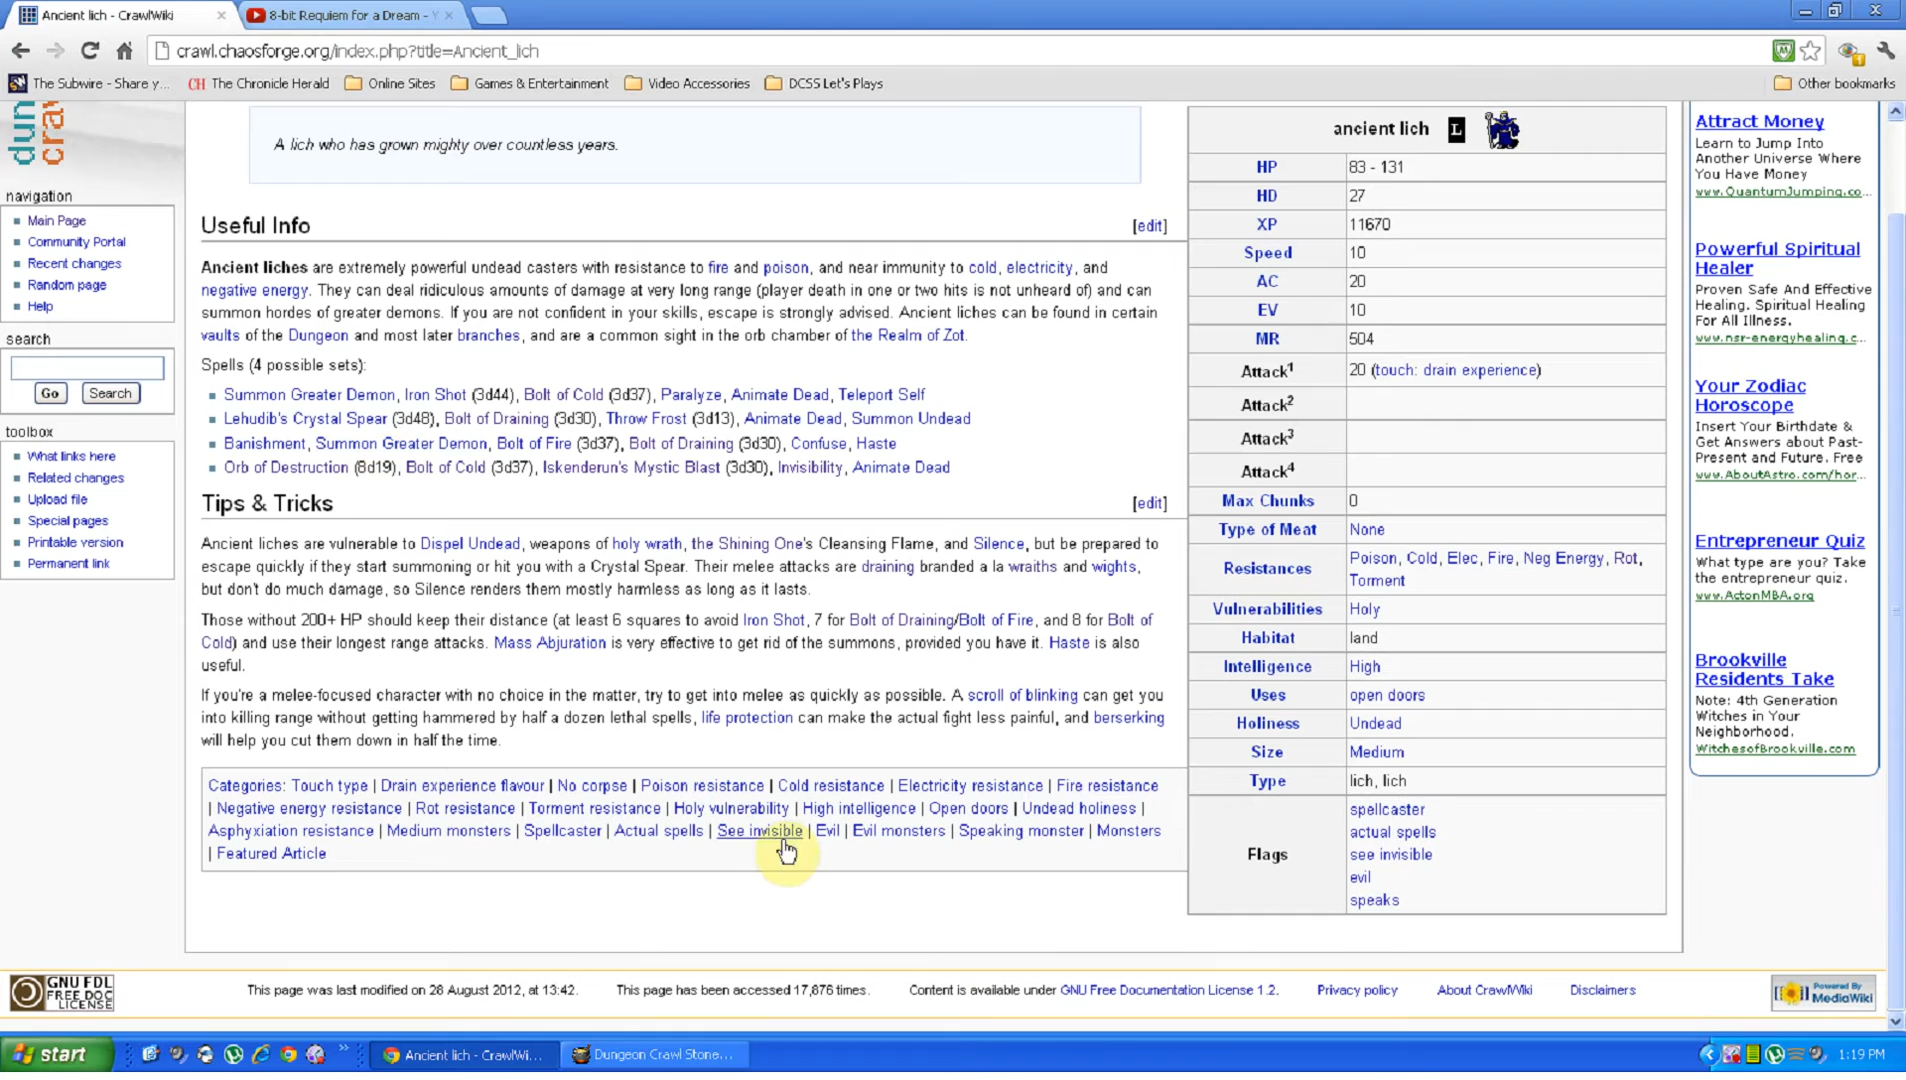 Ancient lich - CrawlWiki
8-bit Requiem for a Dream - Y
crawl.chaosforge.org/index.php?title=Ancient_lich
The Subwire - Share y...
CH The Chronicle Herald
Online Sites
Games & Entertainment
Video Accessories
DCSS Let's Plays
Other bookmarks
dun
craw
navigation
Main Page
Community Portal
Recent changes
Random page
Help
search
Go
Search
toolbox
What links here
Related changes
Upload file
Special pages
Printable version
Permanent link
A lich who has grown mighty over countless years.
Useful Info
[edit]
Ancient liches are extremely powerful undead casters with resistance to fire and poison, and near immunity to cold, electricity, and
negative energy. They can deal ridiculous amounts of damage at very long range (player death in one or two hits is not unheard of) and can
summon hordes of greater demons. If you are not confident in your skills, escape is strongly advised. Ancient liches can be found in certain
vaults of the Dungeon and most later branches, and are a common sight in the orb chamber of the Realm of Zot.
Spells (4 possible sets):
Summon Greater Demon, Iron Shot (3d44), Bolt of Cold (3d37), Paralyze, Animate Dead, Teleport Self
Lehudib's Crystal Spear (3d48), Bolt of Draining (3d30), Throw Frost (3d13), Animate Dead, Summon Undead
Banishment, Summon Greater Demon, Bolt of Fire (3d37), Bolt of Draining (3d30), Confuse, Haste
Orb of Destruction (8d19), Bolt of Cold (3d37), Iskenderun's Mystic Blast (3d30), Invisibility, Animate Dead
Tips & Tricks
[edit]
Ancient liches are vulnerable to Dispel Undead, weapons of holy wrath, the Shining One's Cleansing Flame, and Silence, but be prepared to
escape quickly if they start summoning or hit you with a Crystal Spear. Their melee attacks are draining branded a la wraiths and wights,
but don't do much damage, so Silence renders them mostly harmless as long as it lasts.
Those without 200+ HP should keep their distance (at least 6 squares to avoid Iron Shot, 7 for Bolt of Draining/Bolt of Fire, and 8 for Bolt of
Cold) and use their longest range attacks. Mass Abjuration is very effective to get rid of the summons, provided you have it. Haste is also
useful.
If you're a melee-focused character with no choice in the matter, try to get into melee as quickly as possible. A scroll of blinking can get you
into killing range without getting hammered by half a dozen lethal spells, life protection can make the actual fight less painful, and berserking
will help you cut them down in half the time.
Categories: Touch type | Drain experience flavour | No corpse | Poison resistance | Cold resistance | Electricity resistance | Fire resistance
| Negative energy resistance | Rot resistance | Torment resistance | Holy vulnerability | High intelligence | Open doors | Undead holiness |
Asphyxiation resistance | Medium monsters | Spellcaster | Actual spells | See invisible | Evil | Evil monsters | Speaking monster | Monsters
| Featured Article
ancient lich L
HP 83 - 131
HD 27
XP 11670
Speed 10
AC 20
EV 10
MR 504
Attack1 20 (touch: drain experience)
Attack2
Attack3
Attack4
Max Chunks 0
Type of Meat None
Resistances Poison, Cold, Elec, Fire, Neg Energy, Rot,
Torment
Vulnerabilities Holy
Habitat land
Intelligence High
Uses open doors
Holiness Undead
Size Medium
Type lich, lich
Flags
spellcaster
actual spells
see invisible
evil
speaks
Attract Money
Learn to Jump Into
Another Universe Where
You Have Money
www.QuantumJumping.co...
Powerful Spiritual
Healer
Proven Safe And Effective
Healing. Spiritual Healing
For All Illness.
www.nsr-energyhealing.c...
Your Zodiac
Horoscope
Insert Your Birthdate &
Get Answers about Past-
Present and Future. Free
www.AboutAstro.com/hor...
Entrepreneur Quiz
What type are you? Take
the entrepreneur quiz.
www.ActonMBA.org
Brookville
Residents Take
Note: 4th Generation
Witches in Your
Neighborhood.
WitchesofBrookville.com
GNU FDL
FREE DOC
LICENSE
This page was last modified on 28 August 2012, at 13:42.
This page has been accessed 17,876 times.
Content is available under GNU Free Documentation License 1.2.
Privacy policy
About CrawlWiki
Disclaimers
Powered By
MediaWiki
start
Ancient lich - CrawlWi...
Dungeon Crawl Stone...
1:19 PM